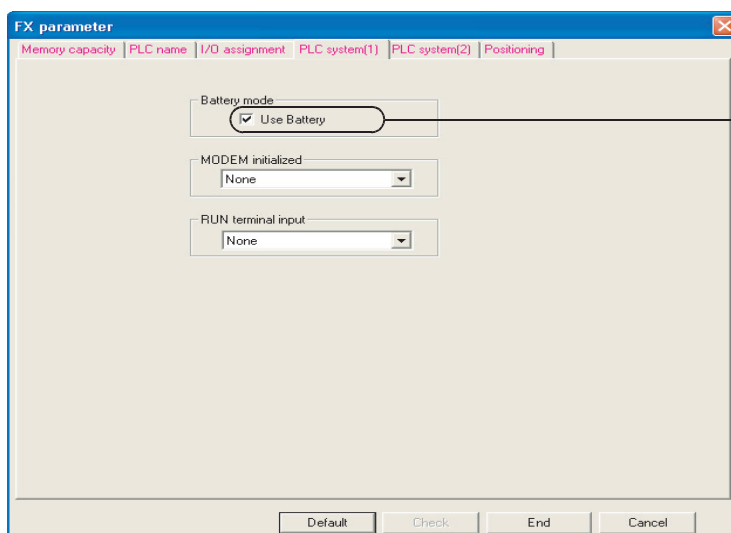 FX parameter
Memory capacity PLC name I/O assignment PLC system(1) PLC system(2) Positioning
Battery mode
Use Battery
MODEM initialized
None
RUN terminal input
None
Default Check End Cancel